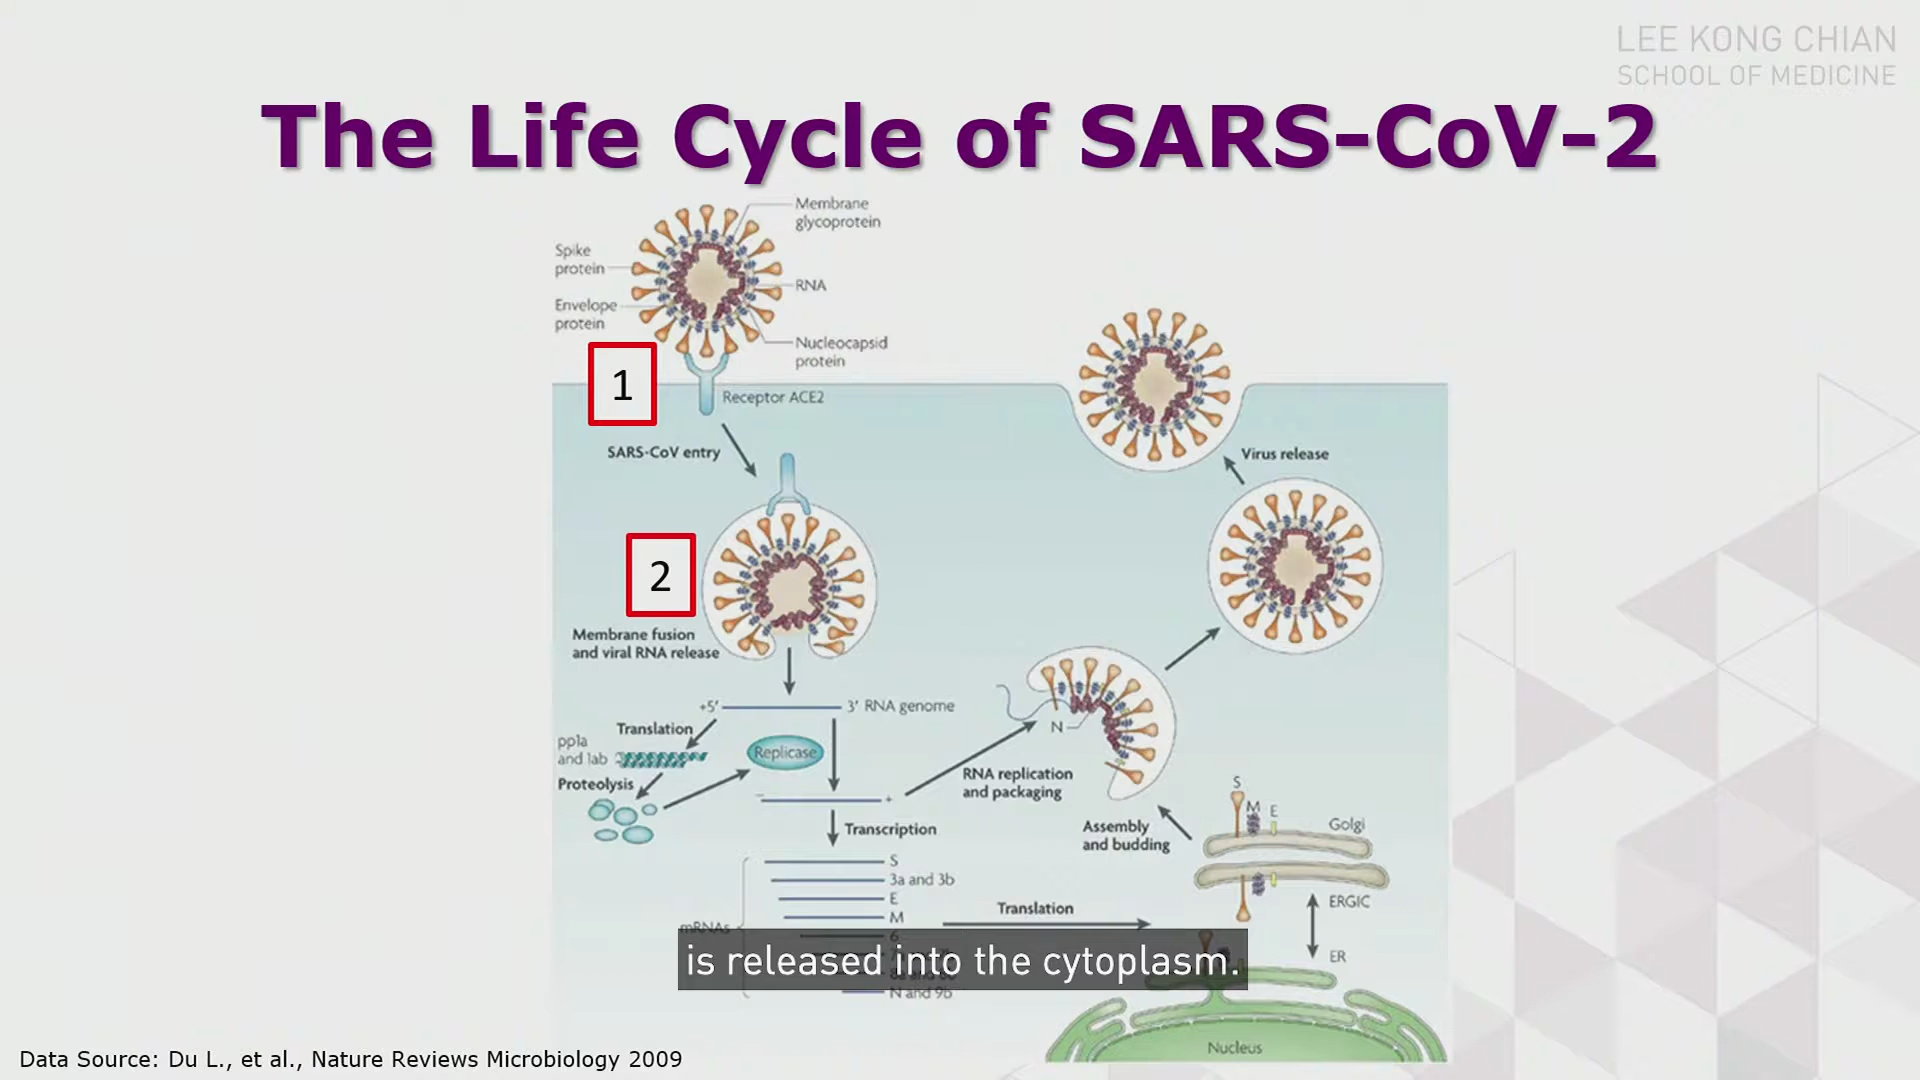 LEE KONG CHIAN
SCHOOL OF MEDICINE
The Life Cycle of SARS-CoV-2
Membrane
glycoprotein
Spike
protein
RNA
Envelope
protein
Nucleocapsid
protein
1
Receptor ACE2
SARS-CoV entry
Virus release
2
Membrane fusion
and viral RNA release
+5′
3′ RNA genome
Translation
pp1a
and 1ab
Replicase
N
Proteolysis
RNA replication
and packaging
−
+
S
M
E
Golgi
Transcription
Assembly
and budding
S
3a and 3b
E
M
Translation
ERGIC
mRNAs
6
is released into the cytoplasm.
ER
N and 9b
Nucleus
Data Source: Du L., et al., Nature Reviews Microbiology 2009